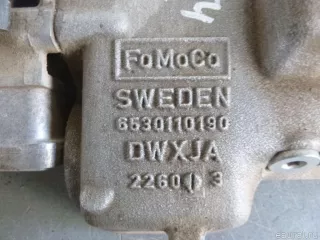 FoMoCo
SWEDEN
6530110190
DWXJA
2260 3